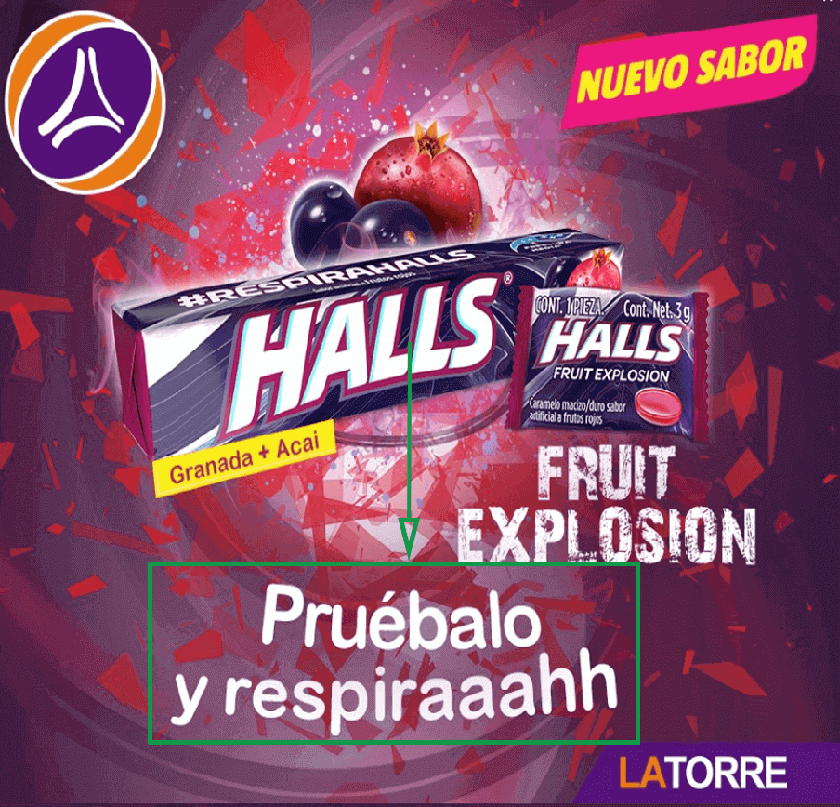 NUEVO SABOR
#RESPIRAHALLS
HALLS®
CONT. 1 PIEZA. Cont. Net. 3 g
HALLS
FRUIT EXPLOSION
Caramelo macizo/duro sabor
artificial a frutos rojos
Granada + Acai
FRUIT
EXPLOSION
Pruébalo
y respiraaahh
LATORRE